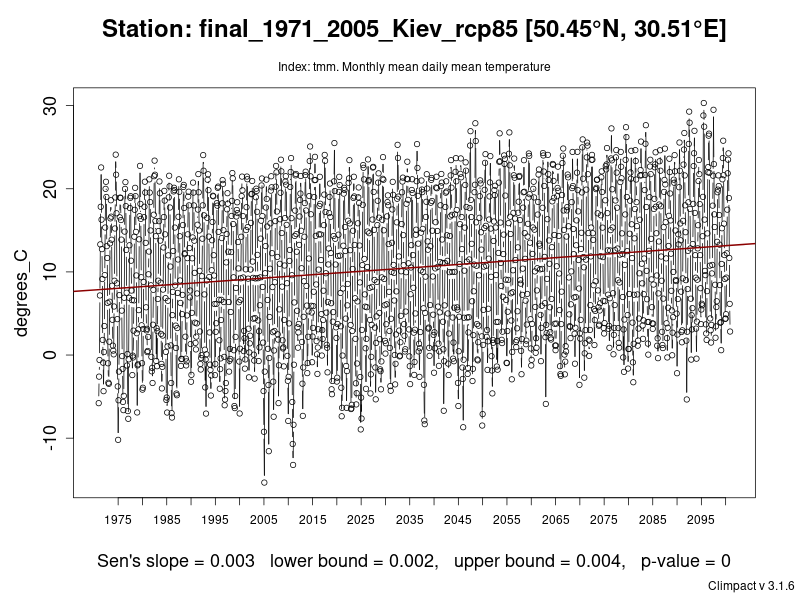 Station: final_1971_2005_Kiev_rcp85 [50.45°N, 30.51°E]
Index: tmm. Monthly mean daily mean temperature
30
20
10
0
-10
degrees_C
1975 1985 1995 2005 2015 2025 2035 2045 2055 2065 2075 2085 2095
Sen's slope = 0.003 lower bound = 0.002, upper bound = 0.004, p-value = 0
Climpact v 3.1.6